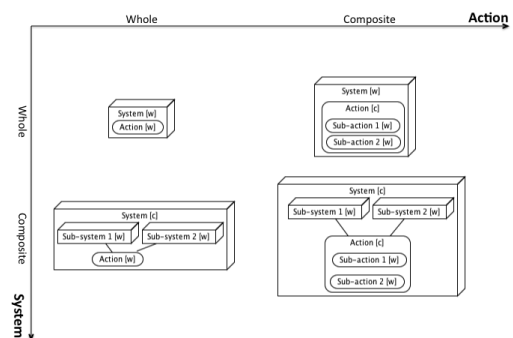 Whole
Composite
Action
Whole
System [w]
Action [w]
System [w]
Action [c]
Sub-action 1 [w]
Sub-action 2 [w]
Composite
System [c]
Sub-system 1 [w]
Sub-system 2 [w]
Action [w]
System [c]
Sub-system 1 [w]
Sub-system 2 [w]
Action [c]
Sub-action 1 [w]
Sub-action 2 [w]
System